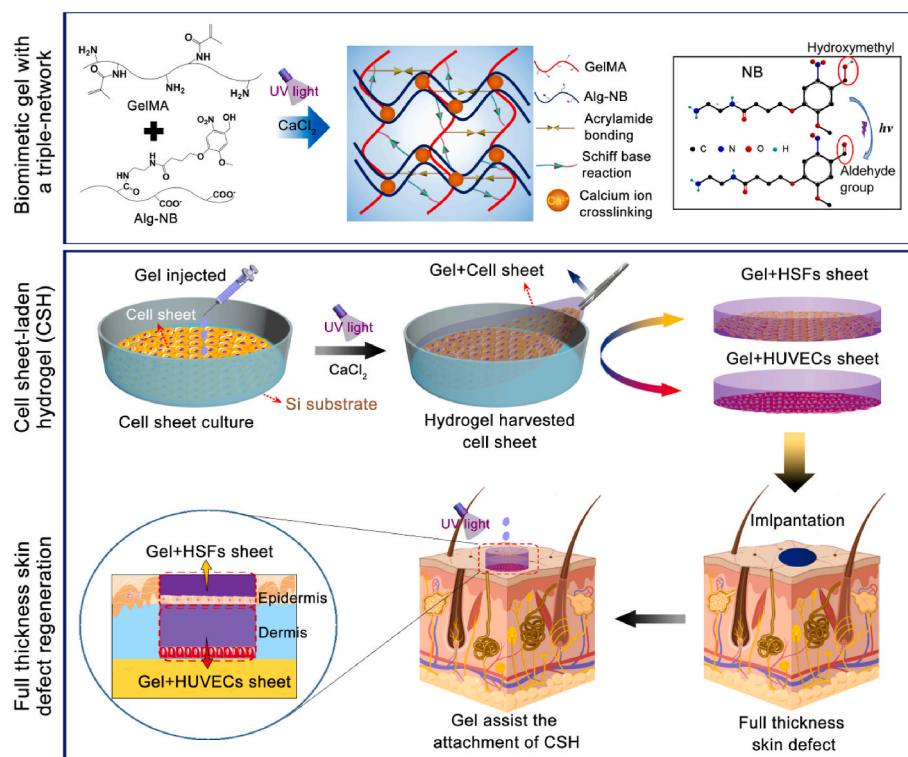 Biomimetic gel with
a triple-network
H₂N
O
NH
O
NH
NH₂
H₂N
GelMA
UV light
CaCl₂
O₂N
OH
O
NH
O
HN
O
O
COO⁻
COO⁻
Alg-NB
GelMA
Alg-NB
Acrylamide
bonding
Schiff base
reaction
Calcium ion
crosslinking
Hydroxymethyl
NB
hν
C N O H
Aldehyde
group
Cell sheet-laden
hydrogel (CSH)
Gel injected
Cell sheet
Si substrate
Cell sheet culture
UV light
CaCl₂
Gel+Cell sheet
Hydrogel harvested
cell sheet
Gel+HSFs sheet
Gel+HUVECs sheet
Full thickness skin
defect regeneration
Gel+HSFs sheet
Epidermis
Dermis
Gel+HUVECs sheet
UV light
Gel assist the
attachment of CSH
Imlpantation
Full thickness
skin defect